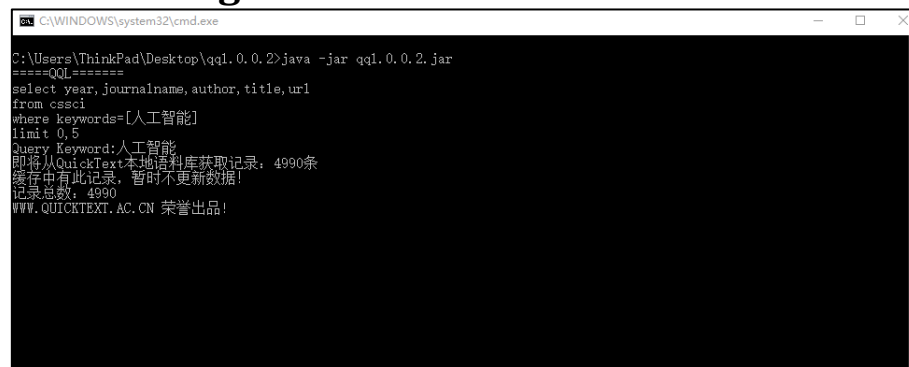 C:\WINDOWS\system32\cmd.exe
C:\Users\ThinkPad\Desktop\qql.0.0.2>java -jar qql.0.0.2.jar
=====QQL=======
select year,journalname,author,title,url
from cssci
where keywords=[人工智能]
limit 0,5
Query Keyword:人工智能
即将从QuickText本地语料库获取记录：4990条
缓存中有此记录，暂时不更新数据!
记录总数：4990
WWW.QUICKTEXT.AC.CN 荣誉出品!